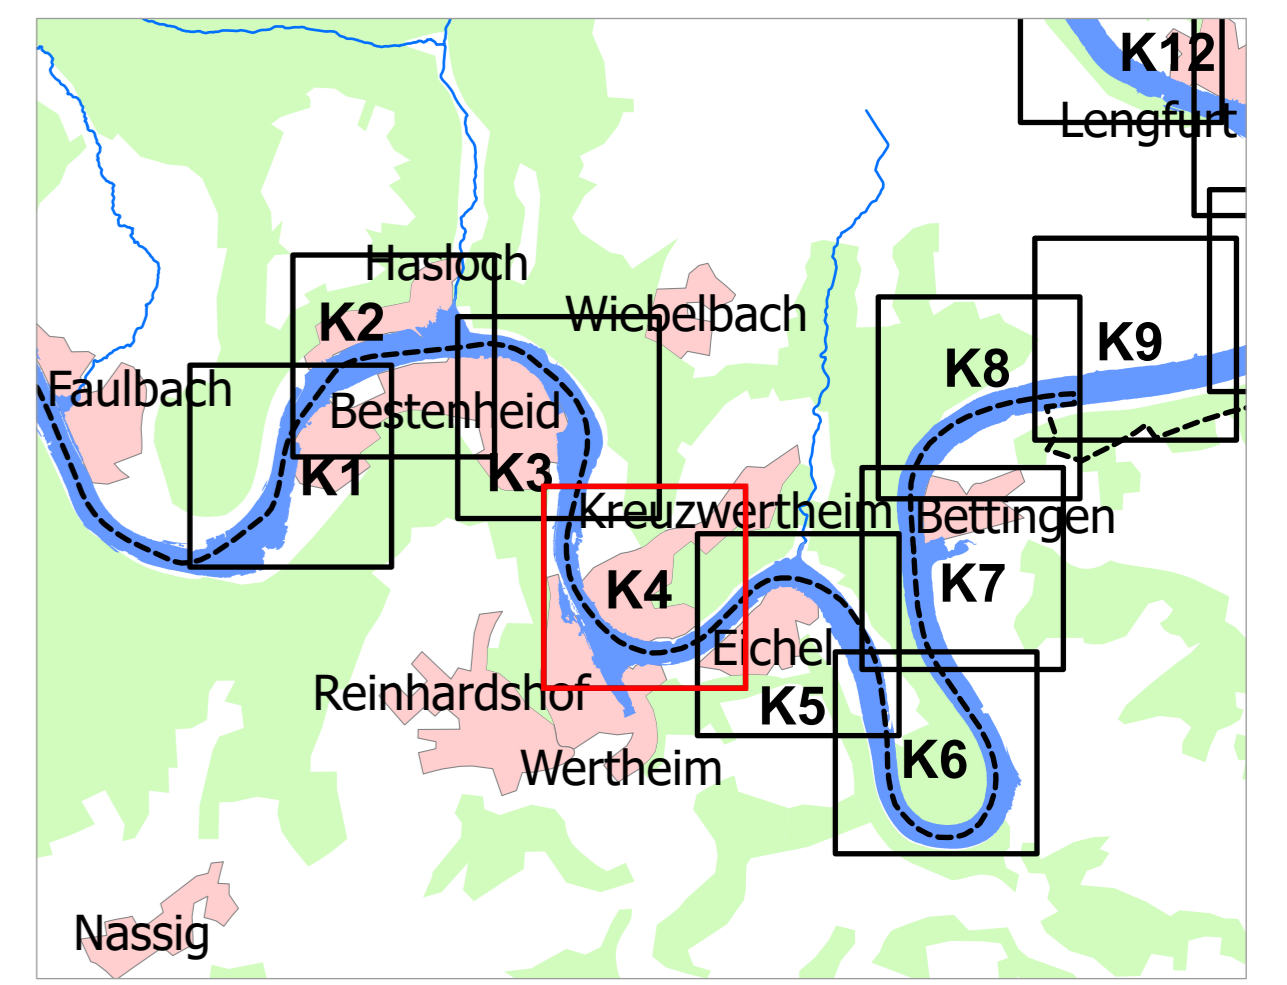 K12
Lengfurt
Hasloch
Wiebelbach
K2
K9
K8
Faulbach
Bestenheid
K1
K3
Kreuzwertheim
Bettingen
K4
K7
Eichel
Reinhardshof
K5
Wertheim
K6
Nassig